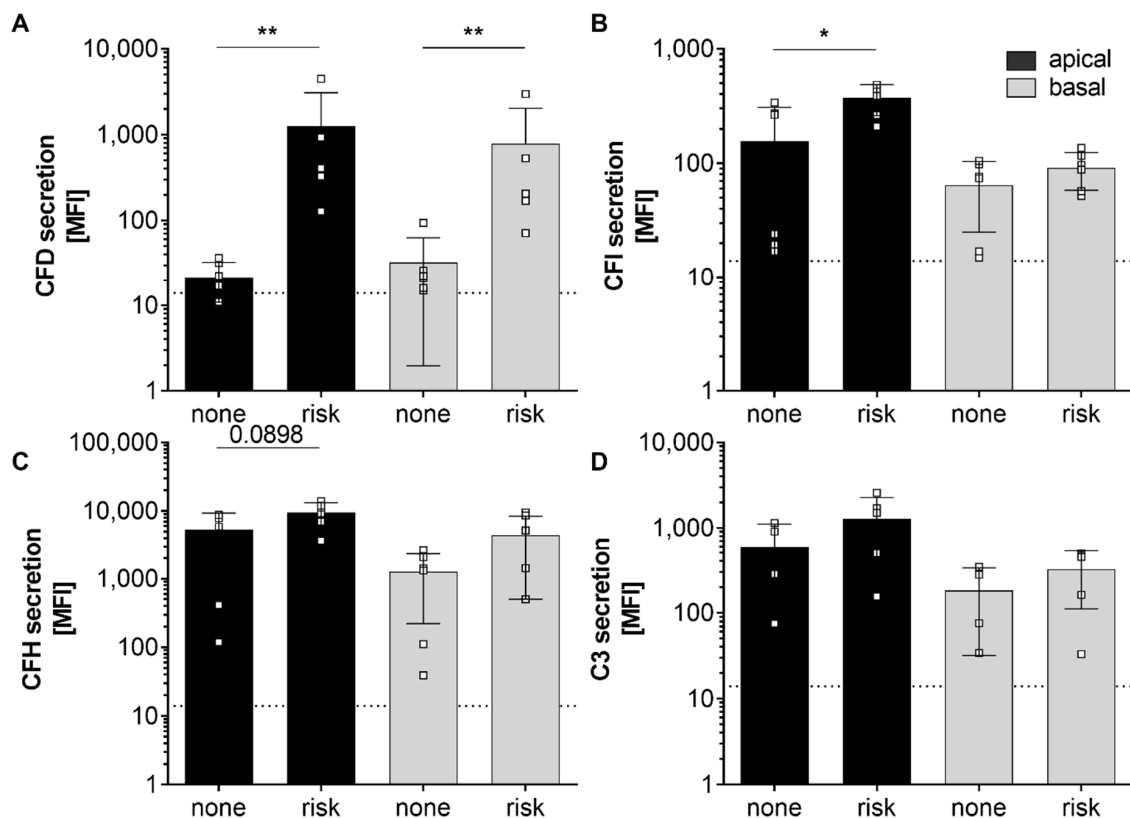 A
CFD secretion
[MFI]
10,000
1,000
100
10
1
**
**
none
risk
none
risk
B
CFI secretion
[MFI]
1,000
100
10
1
*
apical
basal
none
risk
none
risk
C
CFH secretion
[MFI]
100,000
10,000
1,000
100
10
1
0.0898
none
risk
none
risk
D
C3 secretion
[MFI]
10,000
1,000
100
10
1
none
risk
none
risk